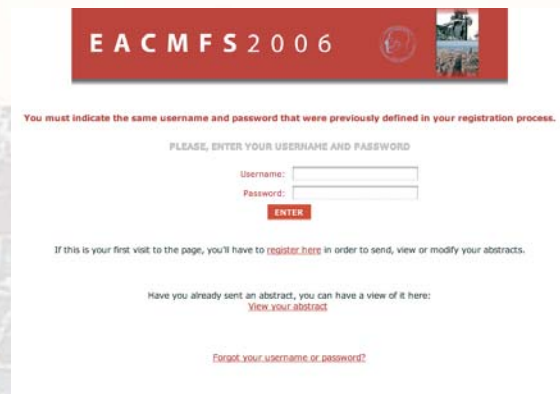 EACMFS2006
You must indicate the same username and password that were previously defined in your registration process.
PLEASE, ENTER YOUR USERNAME AND PASSWORD
Username:
Password:
ENTER
If this is your first visit to the page, you'll have to register here in order to send, view or modify your abstracts.
Have you already sent an abstract, you can have a view of it here:
View your abstract
Forgot your username or password?